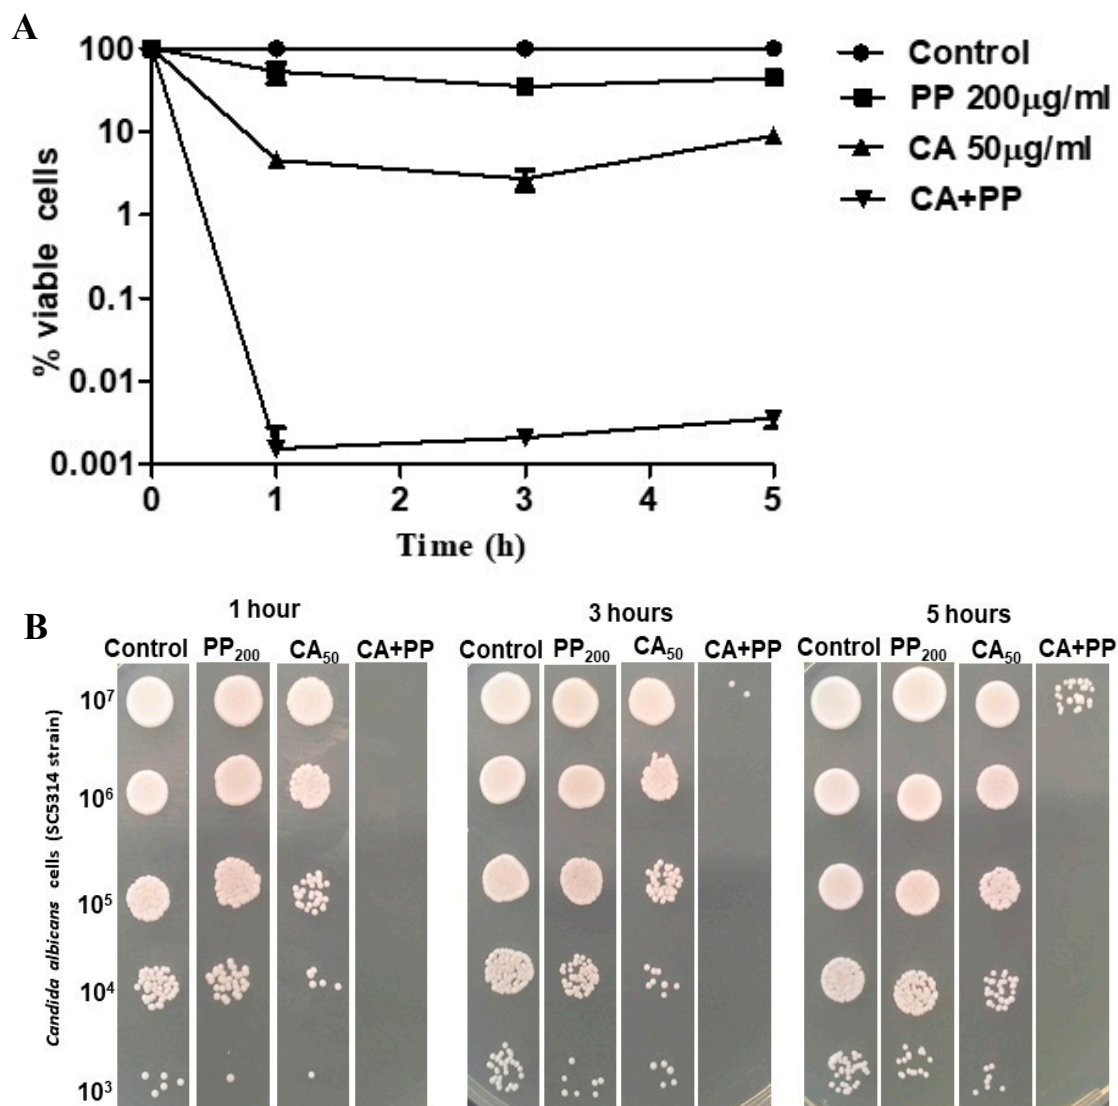 A
100
10
1
0.1
0.01
0.001
% viable cells
0 1 2 3 4 5
Time (h)
Control
PP 200µg/ml
CA 50µg/ml
CA+PP
B
1 hour 3 hours 5 hours
Control PP₂₀₀ CA₅₀ CA+PP Control PP₂₀₀ CA₅₀ CA+PP Control PP₂₀₀ CA₅₀ CA+PP
Candida albicans cells (SC5314 strain)
10⁷
10⁶
10⁵
10⁴
10³